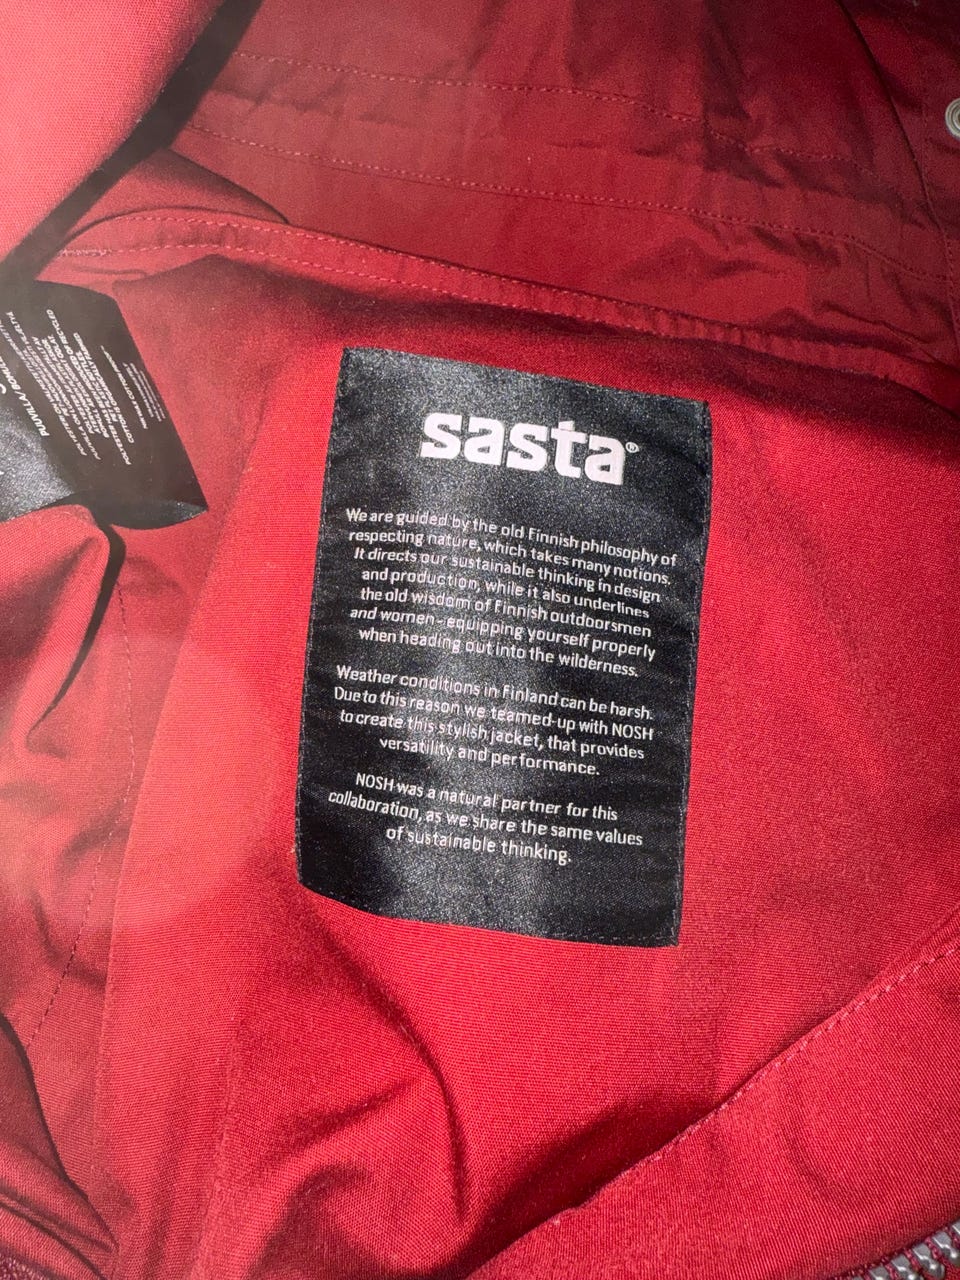 sasta®
We are guided by the old Finnish philosophy of
respecting nature, which takes many notions.
It directs our sustainable thinking in design
and production, while it also underlines
the old wisdom of Finnish outdoorsmen
and women - equipping yourself properly
when heading out into the wilderness.
Weather conditions in Finland can be harsh.
Due to this reason we teamed-up with NOSH
to create this stylish jacket, that provides
versatility and performance.
NOSH was a natural partner for this
collaboration, as we share the same values
of sustainable thinking.